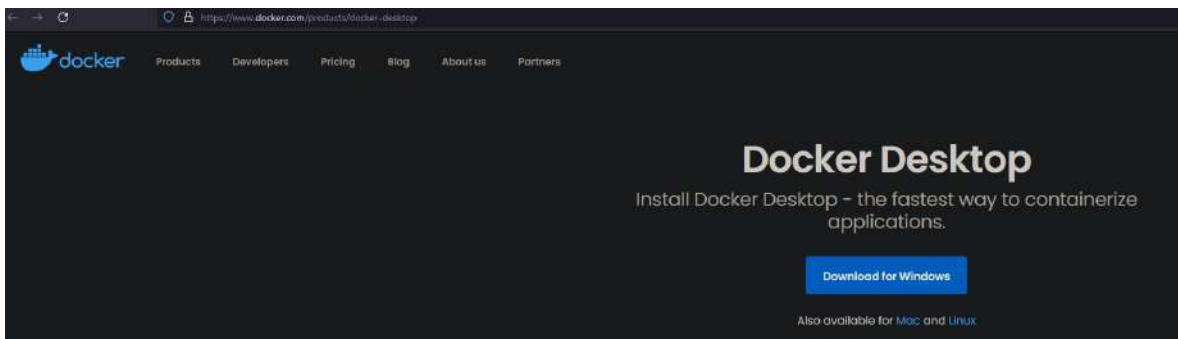 https://www.docker.com/products/docker-desktop
docker Products Developers Pricing Blog About us Partners
Docker Desktop
Install Docker Desktop - the fastest way to containerize
applications.
Download for Windows
Also available for Mac and Linux